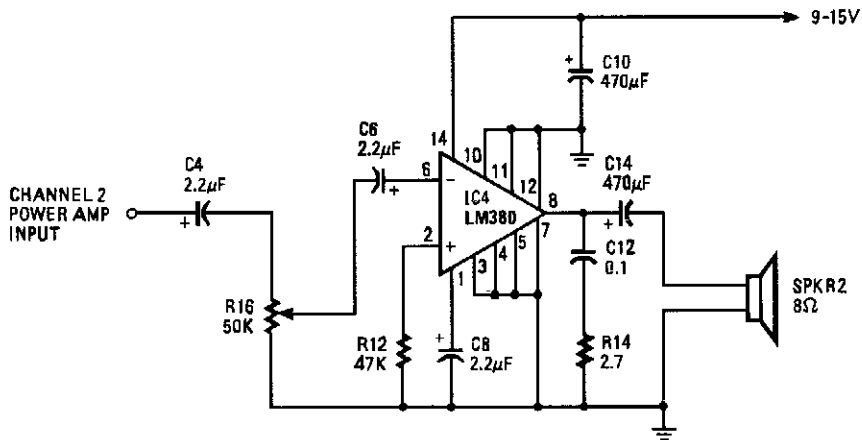 9-15V
+
C10
470µF
C6
2.2µF
14
10
11
12
C4
2.2µF
6
−
+
IC4
LM380
8
C14
470µF
CHANNEL 2
POWER AMP
INPUT
+
2
+
7
5
4
3
1
+
C12
0.1
R16
50K
R12
47K
+
C8
2.2µF
R14
2.7
SPKR2
8Ω